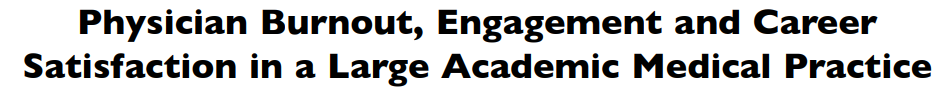 Physician Burnout, Engagement and Career
Satisfaction in a Large Academic Medical Practice